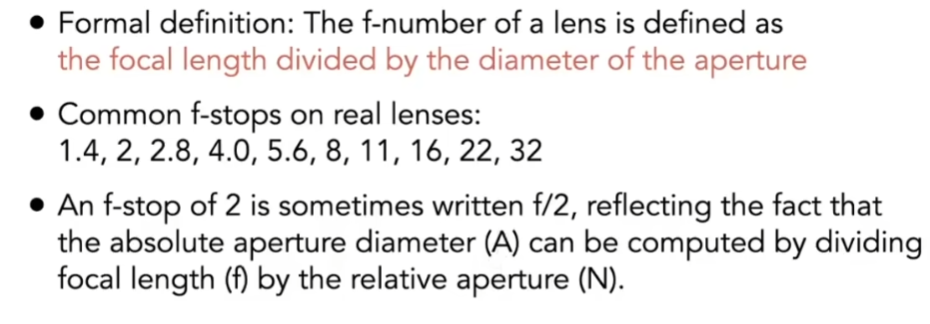 • Formal definition: The f-number of a lens is defined as
the focal length divided by the diameter of the aperture
• Common f-stops on real lenses:
1.4, 2, 2.8, 4.0, 5.6, 8, 11, 16, 22, 32
• An f-stop of 2 is sometimes written f/2, reflecting the fact that
the absolute aperture diameter (A) can be computed by dividing
focal length (f) by the relative aperture (N).